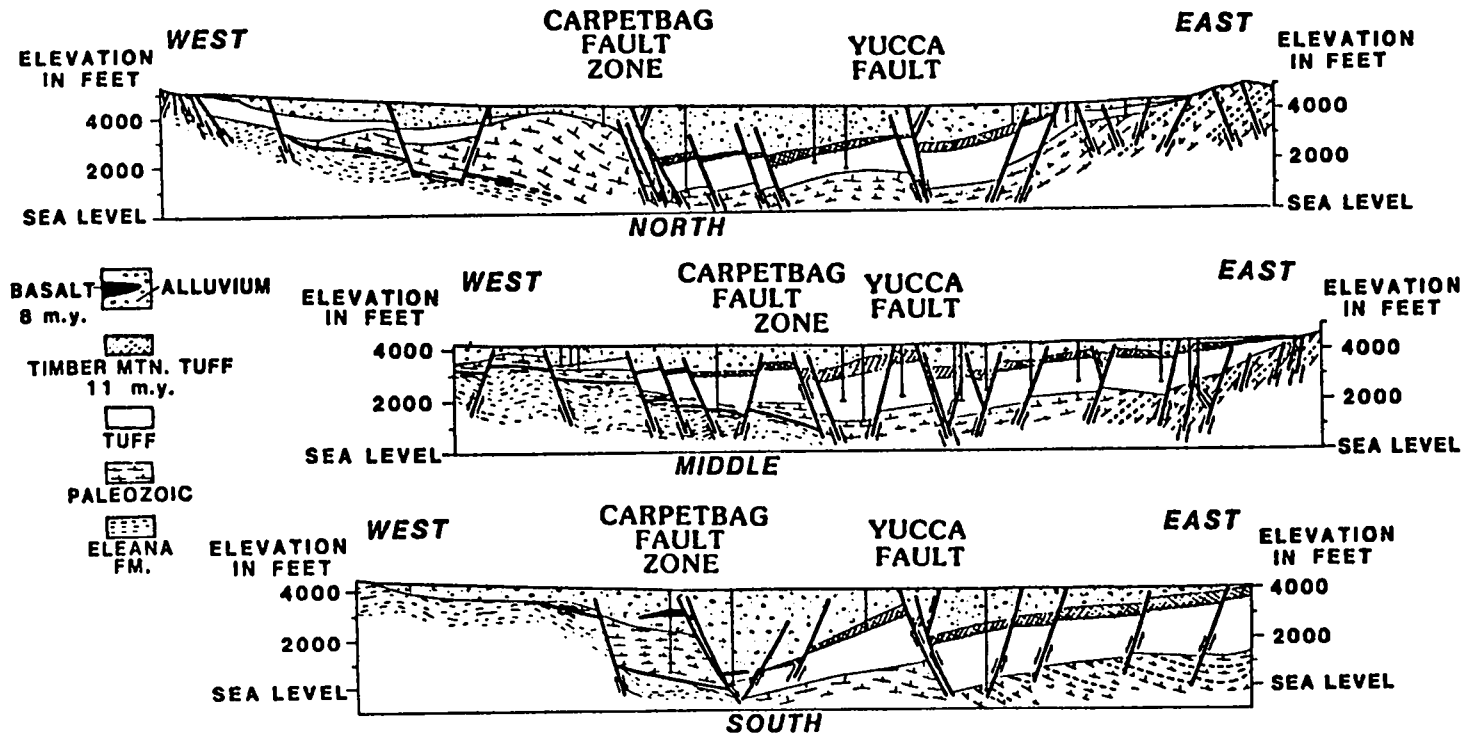 WEST
CARPETBAG
FAULT
ZONE
YUCCA
FAULT
EAST
ELEVATION
IN FEET
ELEVATION
IN FEET
4000
2000
SEA LEVEL
4000
2000
SEA LEVEL
NORTH
BASALT
8 m.y.
ALLUVIUM
TIMBER MTN. TUFF
11 m.y.
TUFF
PALEOZOIC
ELEANA
FM.
WEST
CARPETBAG
FAULT
ZONE
YUCCA
FAULT
EAST
ELEVATION
IN FEET
ELEVATION
IN FEET
4000
2000
SEA LEVEL
4000
2000
SEA LEVEL
MIDDLE
WEST
CARPETBAG
FAULT
ZONE
YUCCA
FAULT
EAST
ELEVATION
IN FEET
ELEVATION
IN FEET
4000
2000
SEA LEVEL
4000
2000
SEA LEVEL
SOUTH